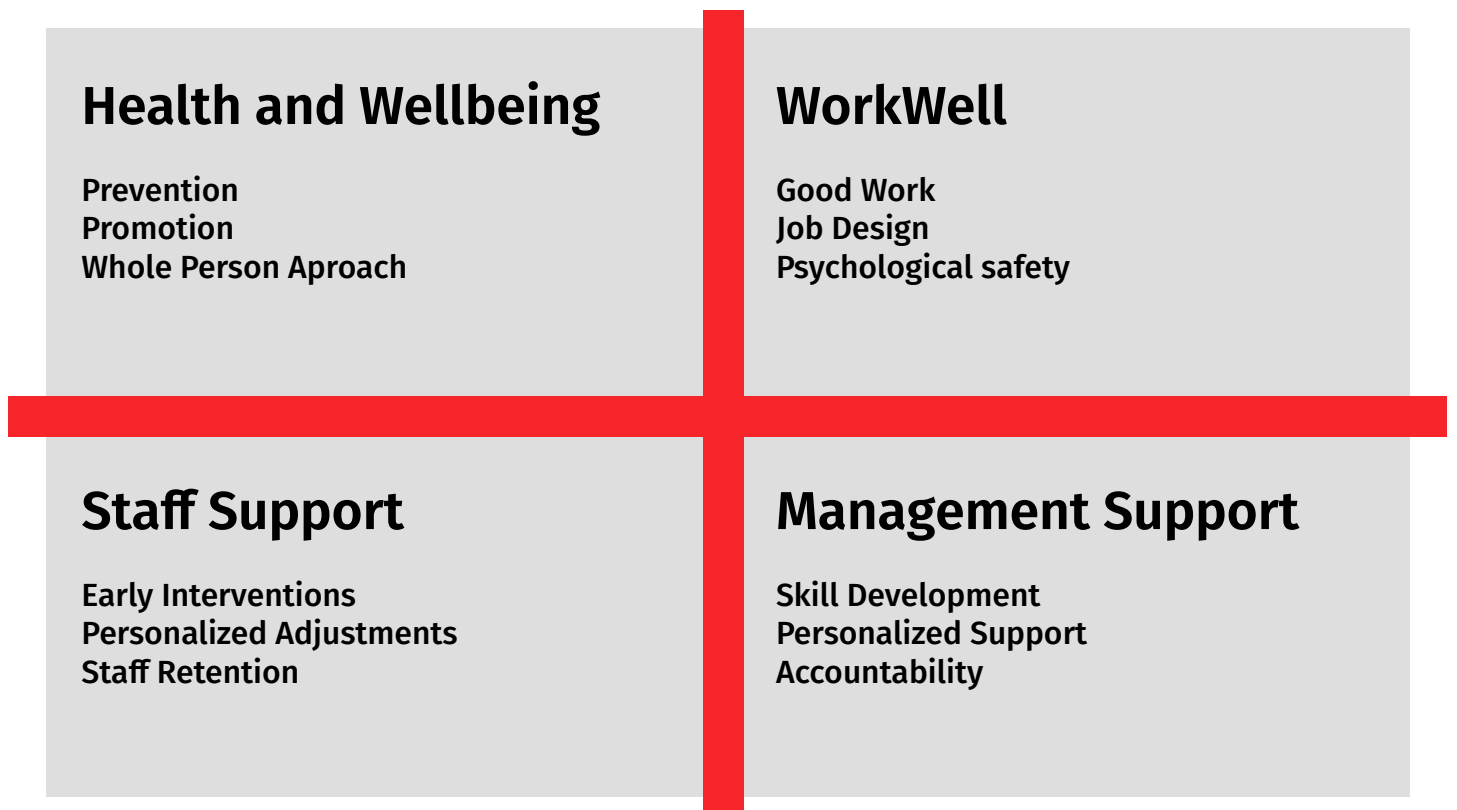 Health and Wellbeing
Prevention
Promotion
Whole Person Aproach
WorkWell
Good Work
Job Design
Psychological safety
Staff Support
Early Interventions
Personalized Adjustments
Staff Retention
Management Support
Skill Development
Personalized Support
Accountability